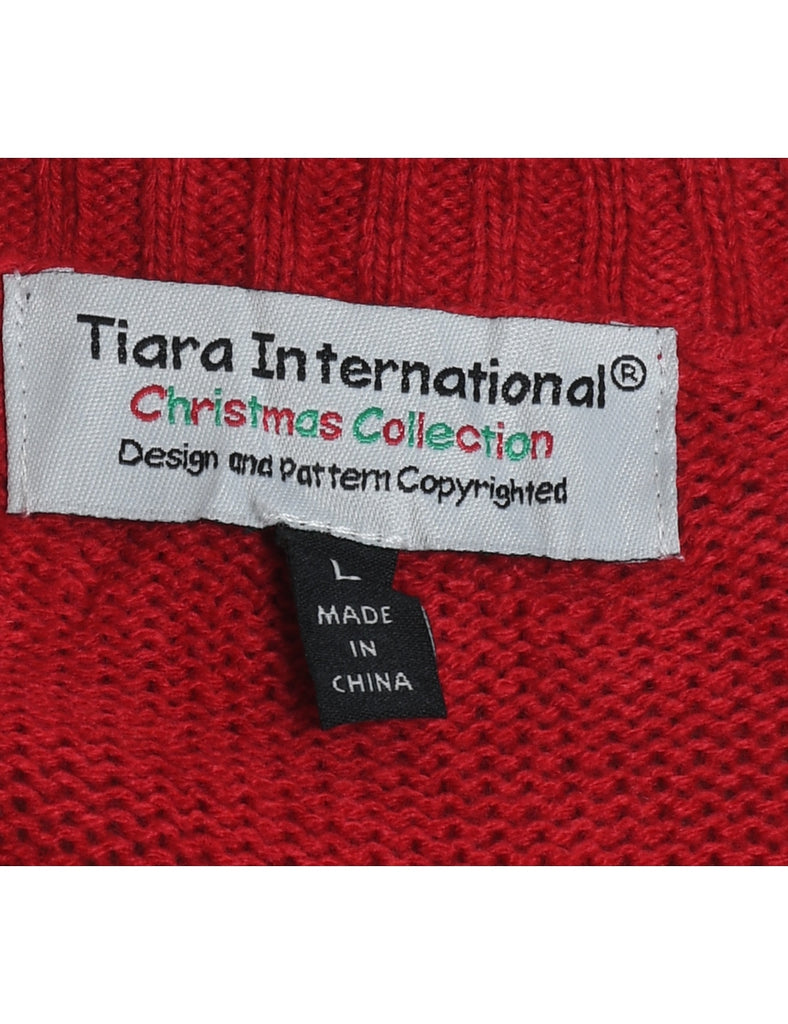 Tiara International®
Christmas Collection
Design and Pattern Copyrighted
L
MADE
IN
CHINA